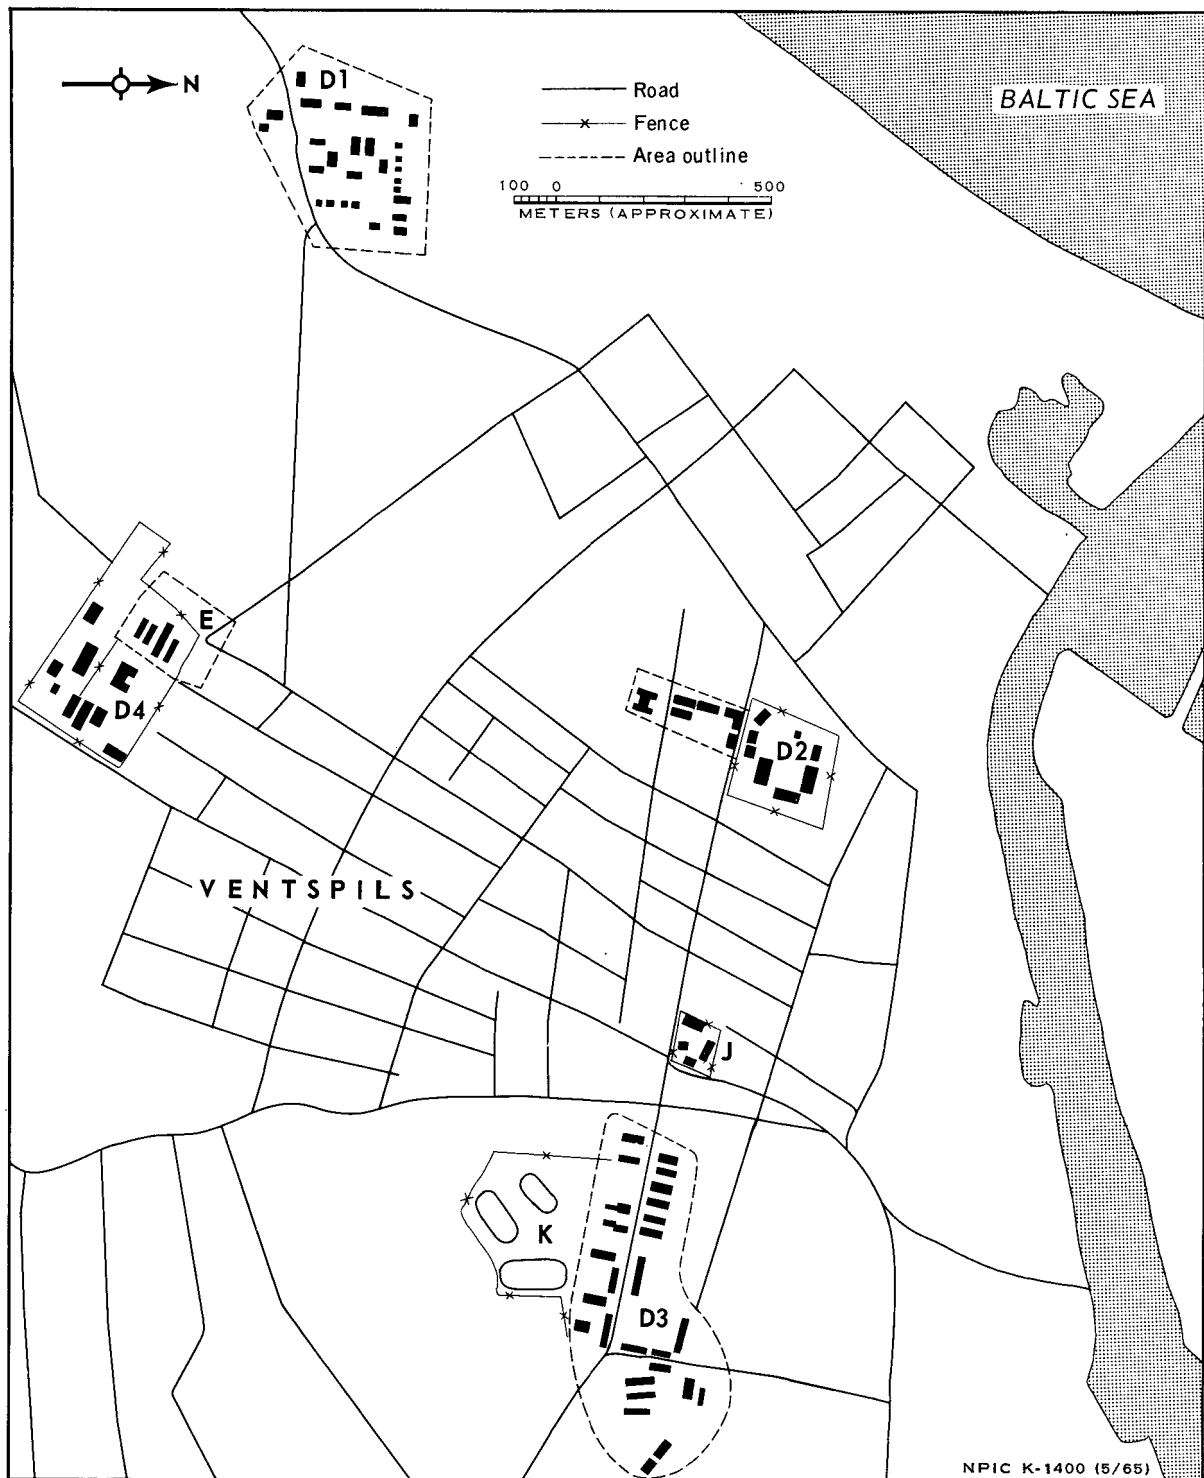 D1
N
Road
Fence
Area outline
100 0 500
METERS (APPROXIMATE)
BALTIC SEA
E
D4
D2
VENTSPILS
J
K
D3
NPIC K-1400 (5/65)